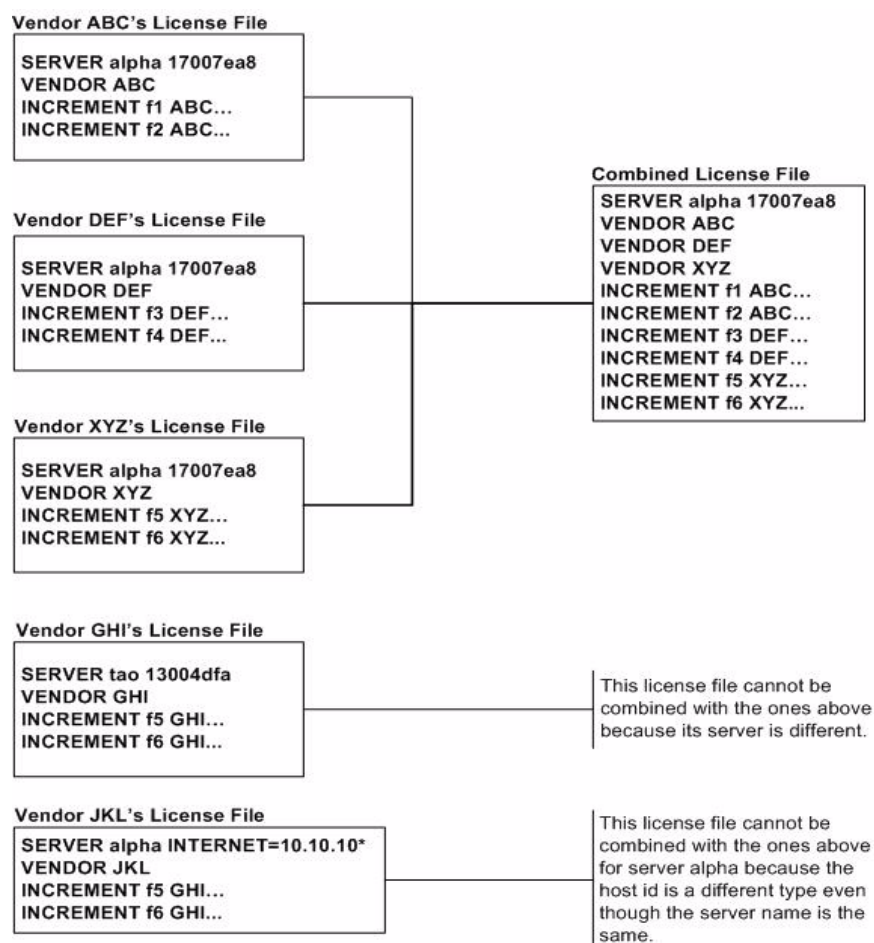 Vendor ABC's License File
SERVER alpha 17007ea8
VENDOR ABC
INCREMENT f1 ABC...
INCREMENT f2 ABC...
Vendor DEF's License File
SERVER alpha 17007ea8
VENDOR DEF
INCREMENT f3 DEF...
INCREMENT f4 DEF...
Vendor XYZ's License File
SERVER alpha 17007ea8
VENDOR XYZ
INCREMENT f5 XYZ...
INCREMENT f6 XYZ...
Combined License File
SERVER alpha 17007ea8
VENDOR ABC
VENDOR DEF
VENDOR XYZ
INCREMENT f1 ABC...
INCREMENT f2 ABC...
INCREMENT f3 DEF...
INCREMENT f4 DEF...
INCREMENT f5 XYZ...
INCREMENT f6 XYZ...
Vendor GHI's License File
SERVER tao 13004dfa
VENDOR GHI
INCREMENT f5 GHI...
INCREMENT f6 GHI...
This license file cannot be
combined with the ones above
because its server is different.
Vendor JKL's License File
SERVER alpha INTERNET=10.10.10*
VENDOR JKL
INCREMENT f5 GHI...
INCREMENT f6 GHI...
This license file cannot be
combined with the ones above
for server alpha because the
host id is a different type even
though the server name is the
same.